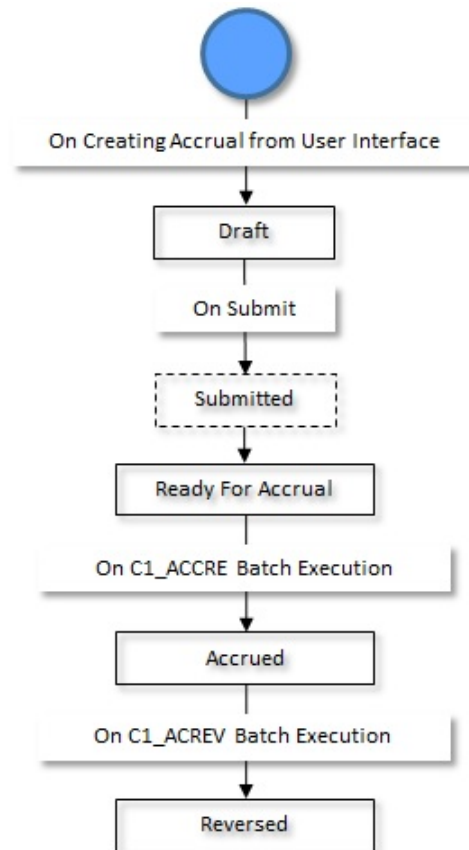 On Creating Accrual from User Interface
Draft
On Submit
Submitted
Ready For Accrual
On C1_ACCRE Batch Execution
Accrued
On C1_ACREV Batch Execution
Reversed